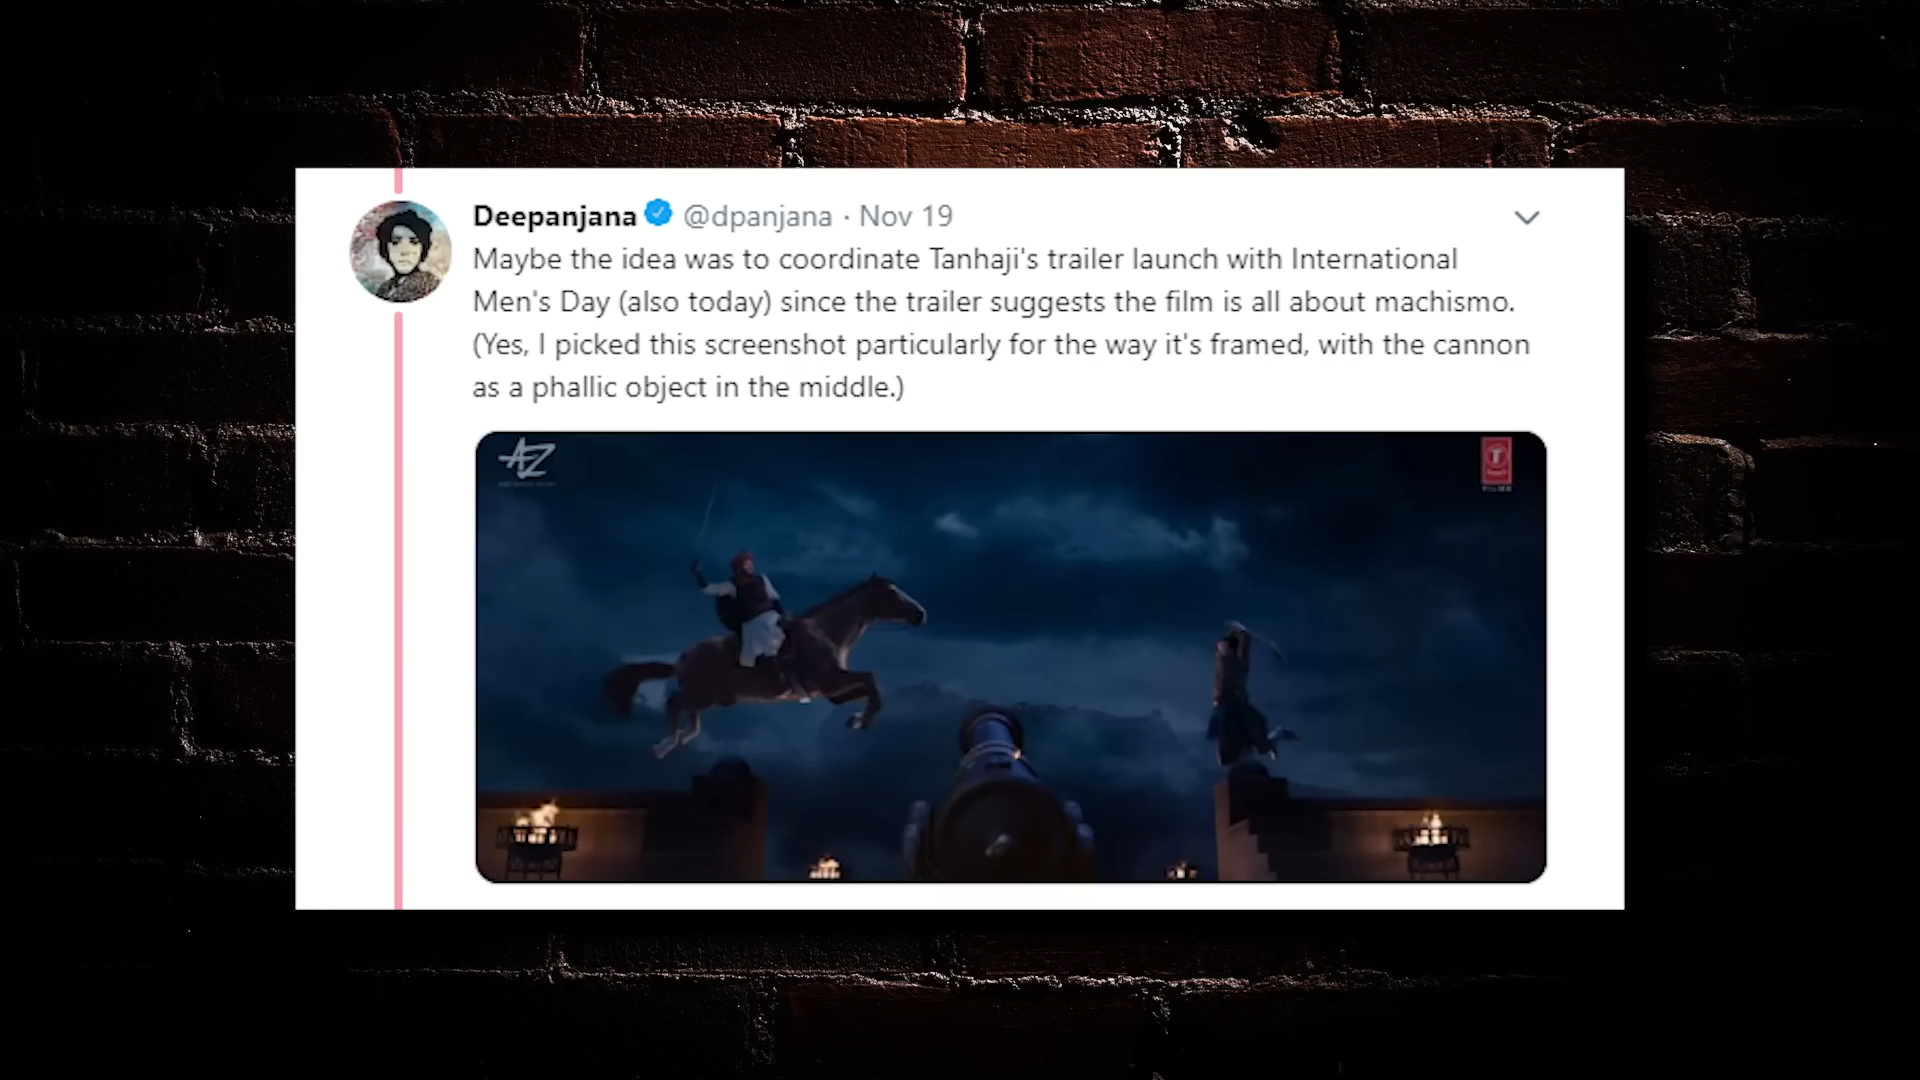 Deepanjana @dpanjana · Nov 19
Maybe the idea was to coordinate Tanhaji's trailer launch with International
Men's Day (also today) since the trailer suggests the film is all about machismo.
(Yes, I picked this screenshot particularly for the way it's framed, with the cannon
as a phallic object in the middle.)
AZ
T